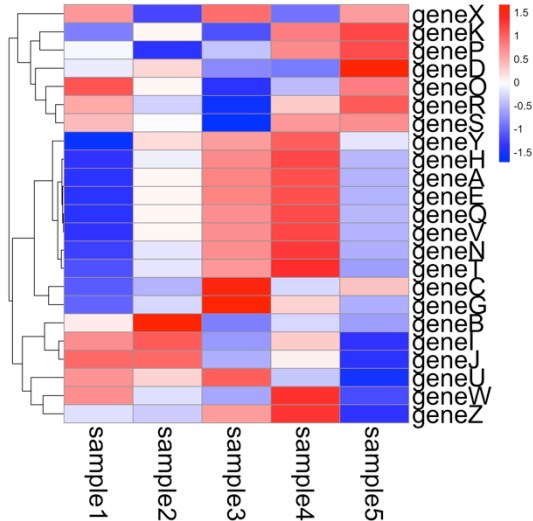 geneX
geneK
geneP
geneD
geneO
geneR
geneS
geneY
geneH
geneA
geneE
geneQ
geneV
geneN
geneT
geneC
geneG
geneB
geneI
geneJ
geneU
geneW
geneZ
sample1
sample2
sample3
sample4
sample5
1.5
1
0.5
0
-0.5
-1
-1.5